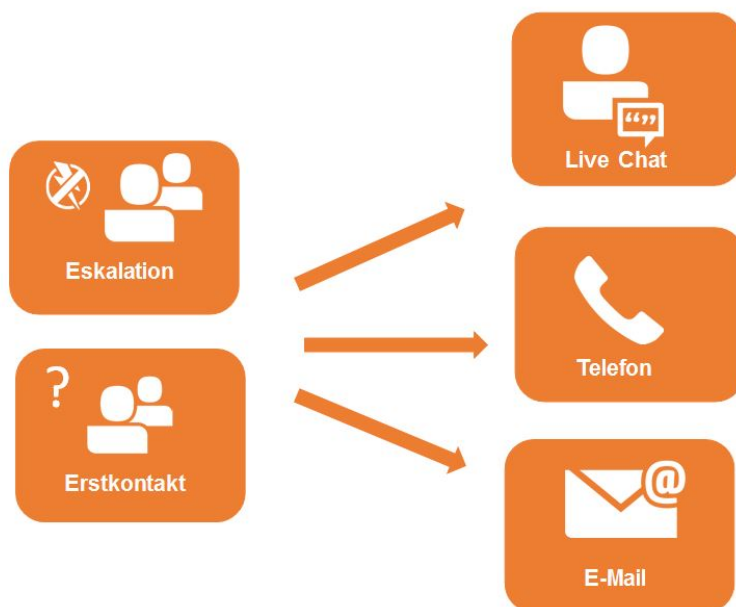 Eskalation
?
Erstkontakt
“”
Live Chat
Telefon
@
E-Mail